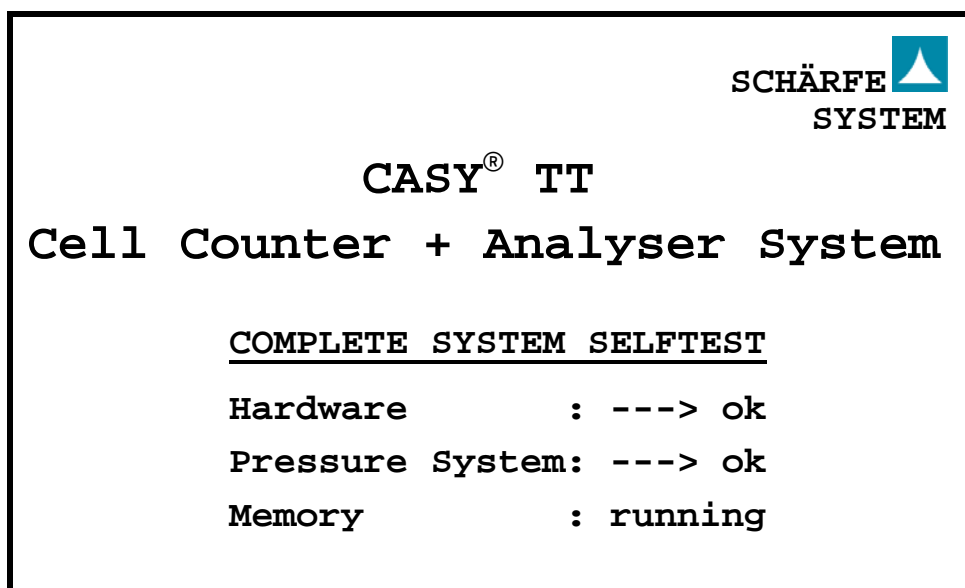 SCHÄRFE
SYSTEM
CASY® TT
Cell Counter + Analyser System
COMPLETE SYSTEM SELFTEST
Hardware : ---> ok
Pressure System: ---> ok
Memory : running